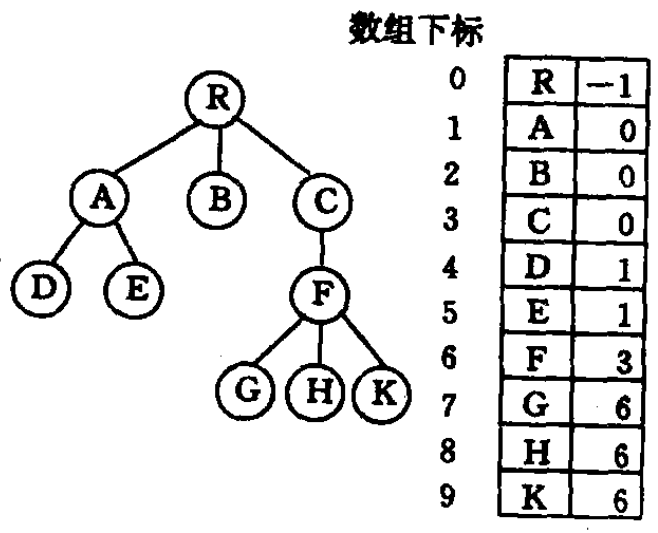 数组下标
R
A B C
D E F
G H K
0 R -1
1 A 0
2 B 0
3 C 0
4 D 1
5 E 1
6 F 3
7 G 6
8 H 6
9 K 6